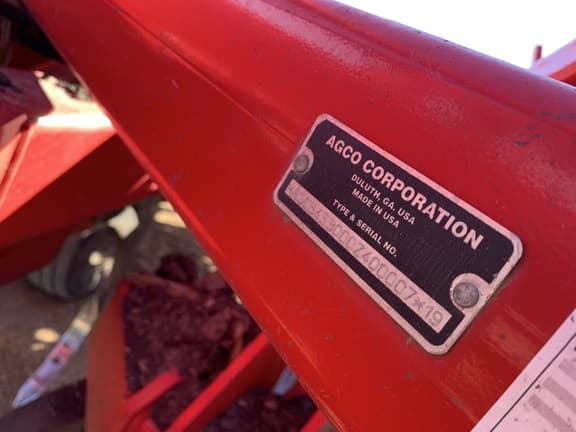 AGCO CORPORATION
DULUTH, GA. USA
MADE IN USA
TYPE & SERIAL NO.